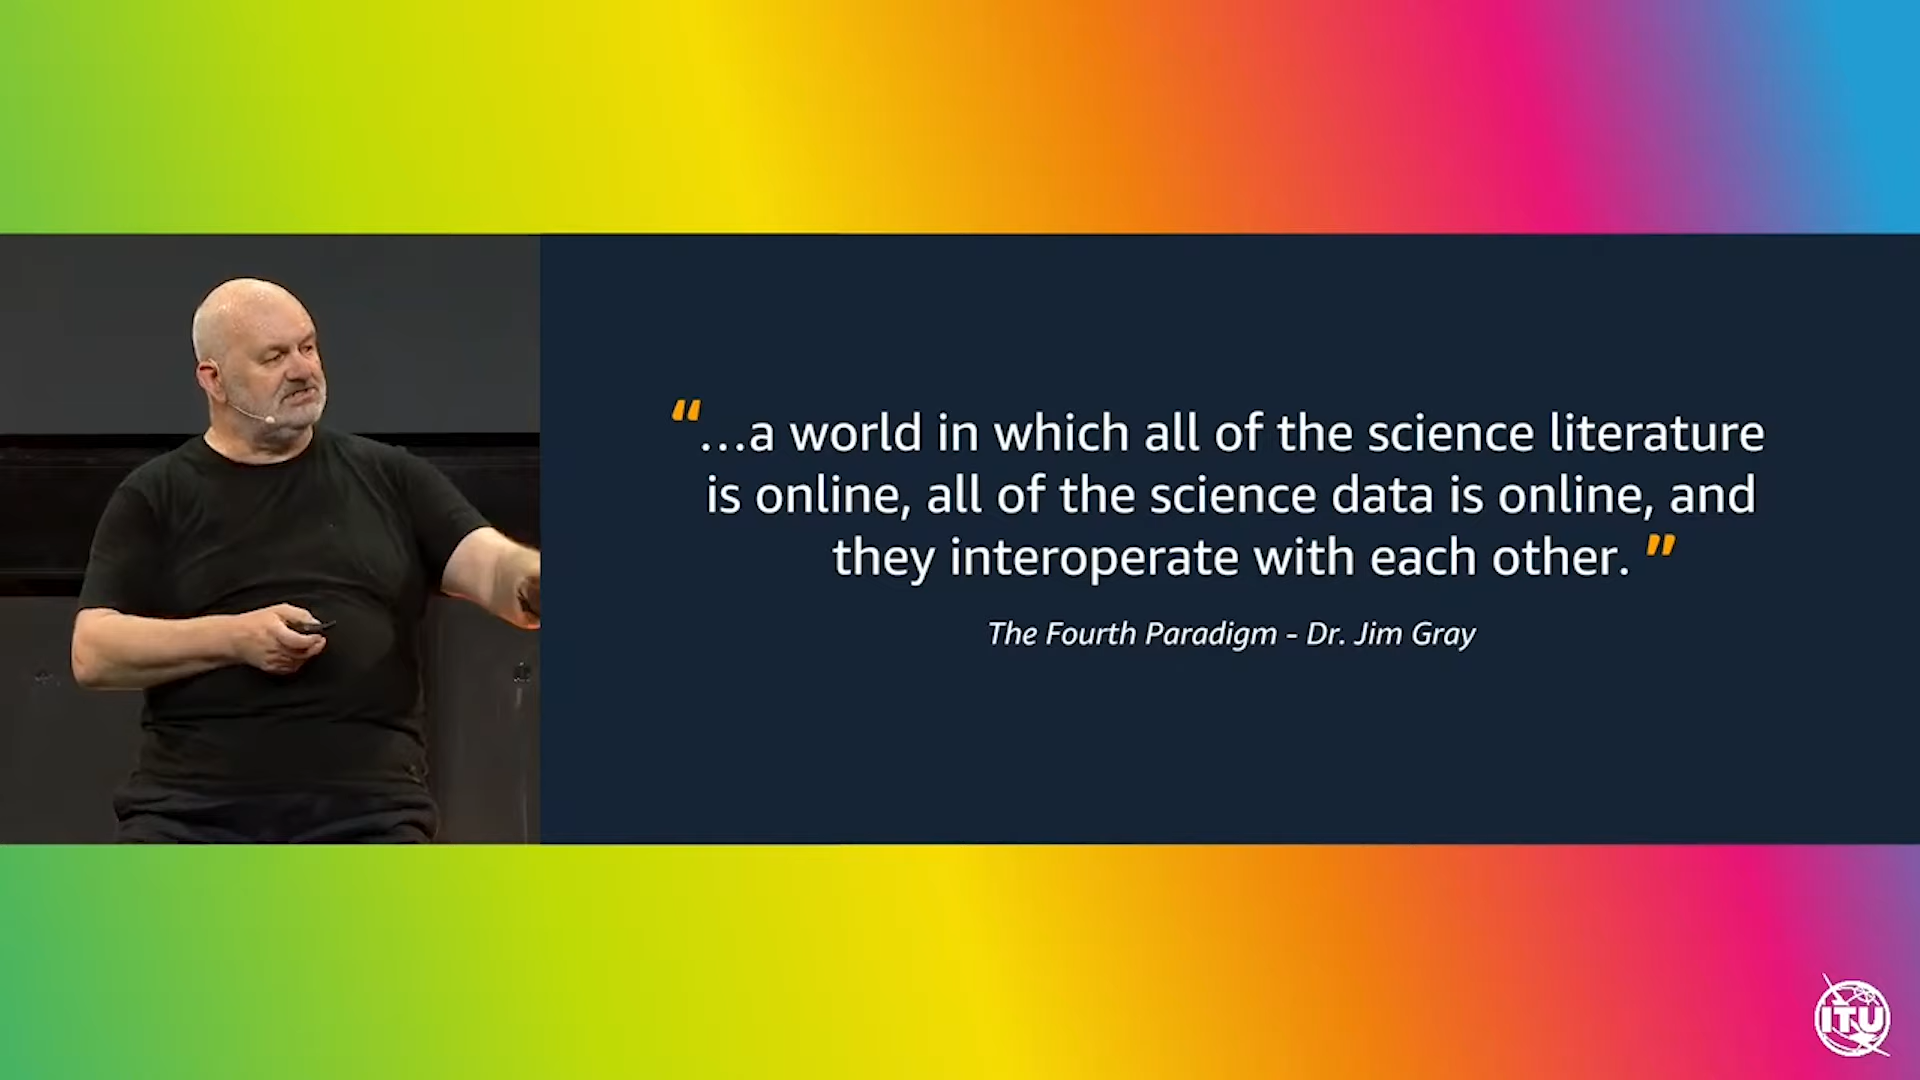 “…a world in which all of the science literature
is online, all of the science data is online, and
they interoperate with each other. ”
The Fourth Paradigm - Dr. Jim Gray
ITU